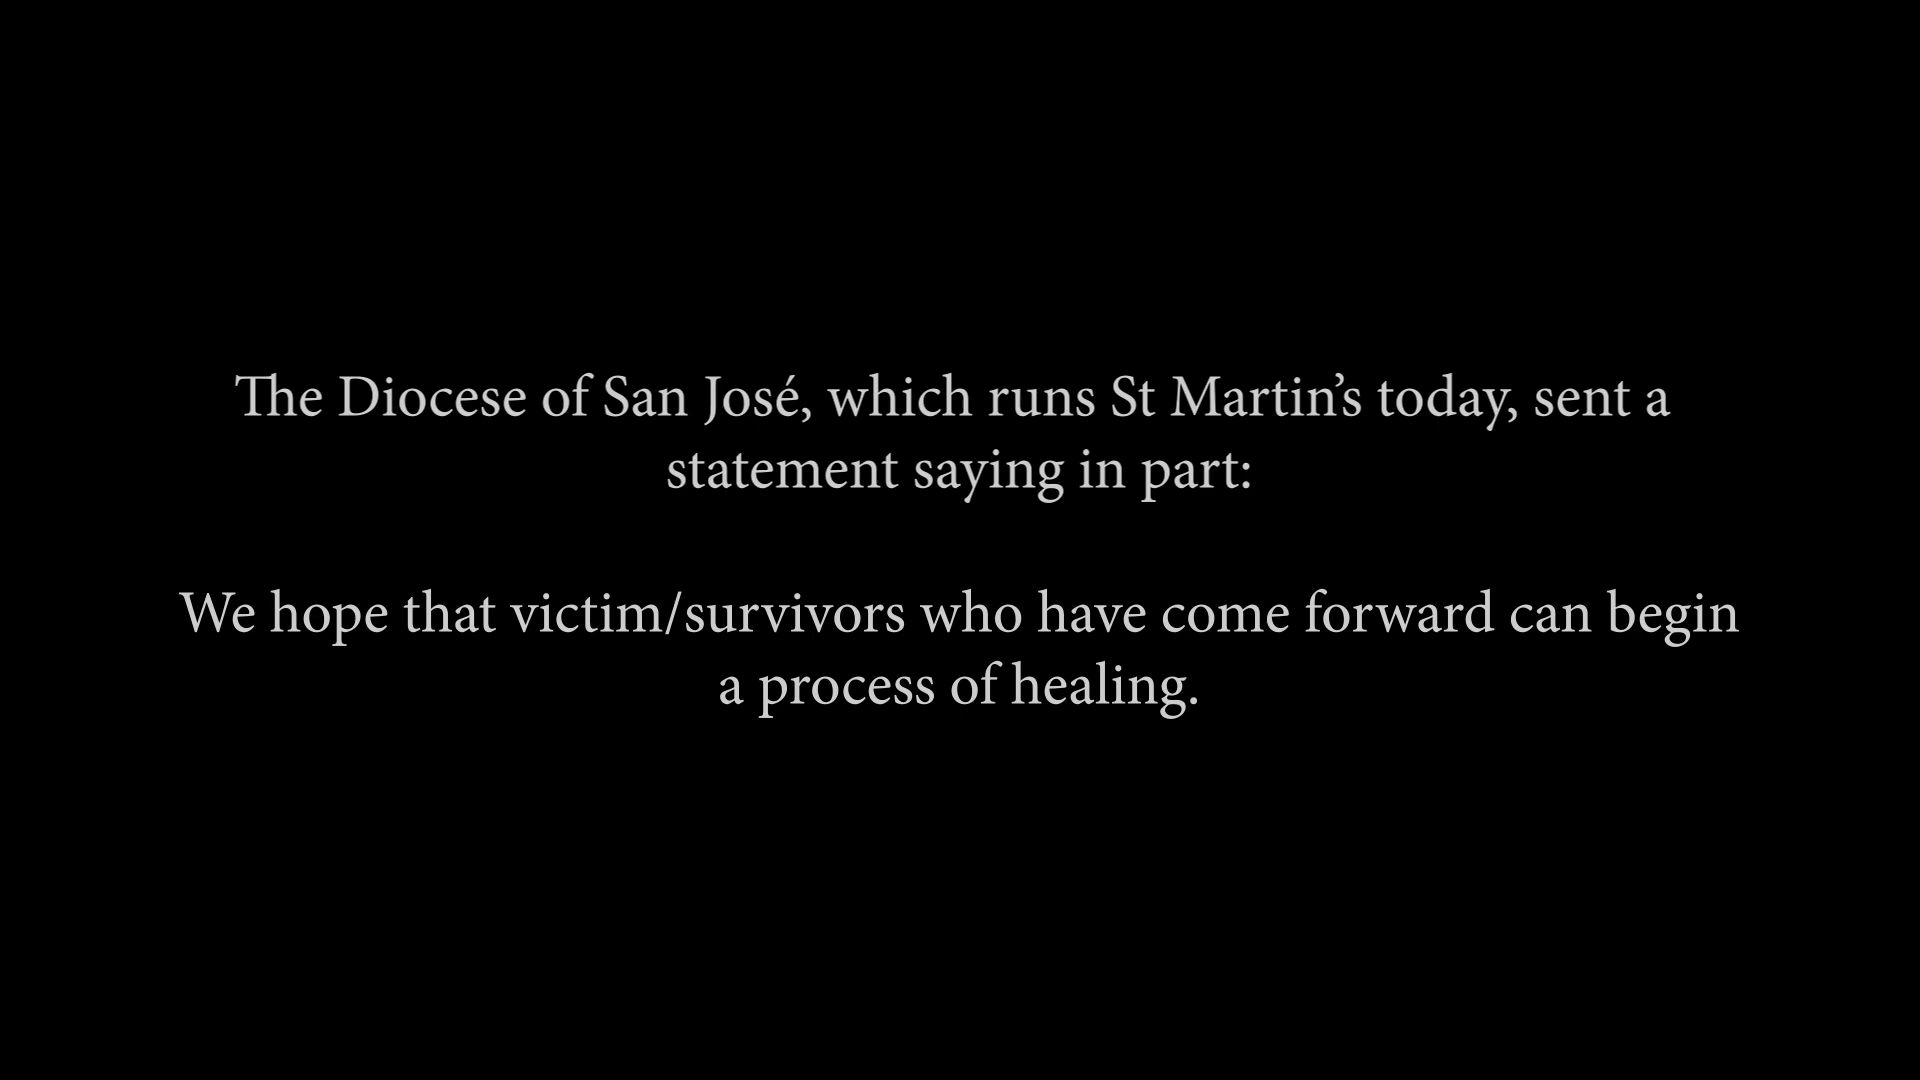 The Diocese of San José, which runs St Martin’s today, sent a
statement saying in part:
We hope that victim/survivors who have come forward can begin
a process of healing.